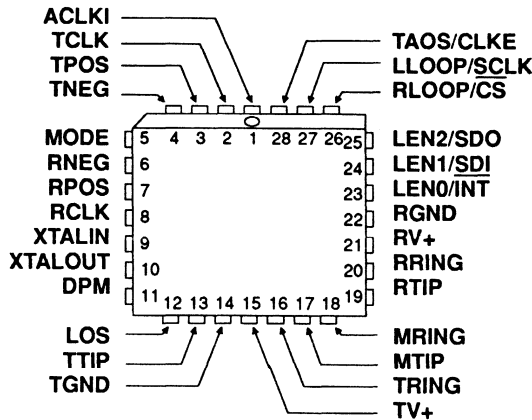 ACLKI
TCLK
TPOS
TNEG
TAOS/CLKE
LLOOP/SCLK
RLOOP/CS
4 3 2 1 28 27 26
MODE 5
RNEG 6
RPOS 7
RCLK 8
XTALIN 9
XTALOUT 10
DPM 11
25 LEN2/SDO
24 LEN1/SDI
23 LEN0/INT
22 RGND
21 RV+
20 RRING
19 RTIP
12 13 14 15 16 17 18
LOS
TTIP
TGND
MRING
MTIP
TRING
TV+